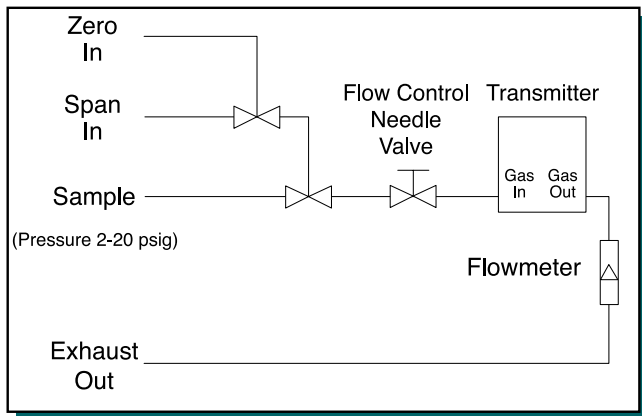 Zero
In
Span
In
Flow Control
Needle
Valve
Transmitter
Gas
In
Gas
Out
Sample
(Pressure 2-20 psig)
Flowmeter
Exhaust
Out